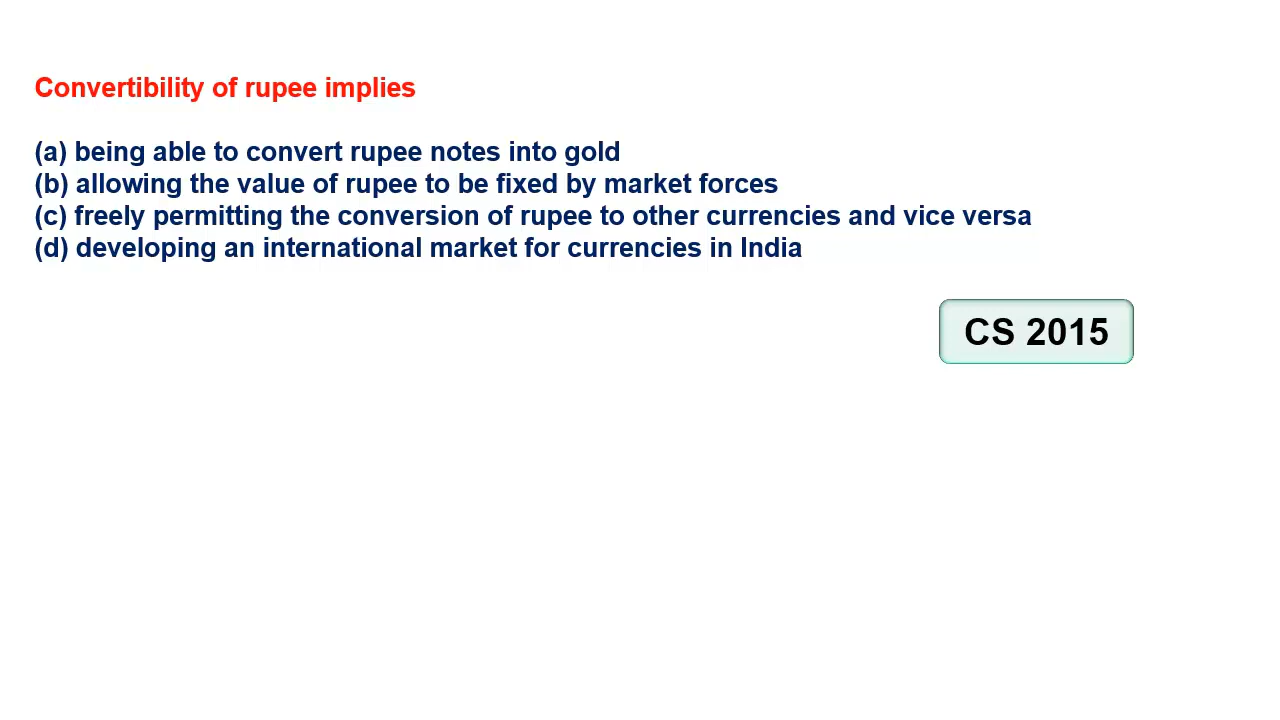 Convertibility of rupee implies
(a) being able to convert rupee notes into gold
(b) allowing the value of rupee to be fixed by market forces
(c) freely permitting the conversion of rupee to other currencies and vice versa
(d) developing an international market for currencies in India
CS 2015